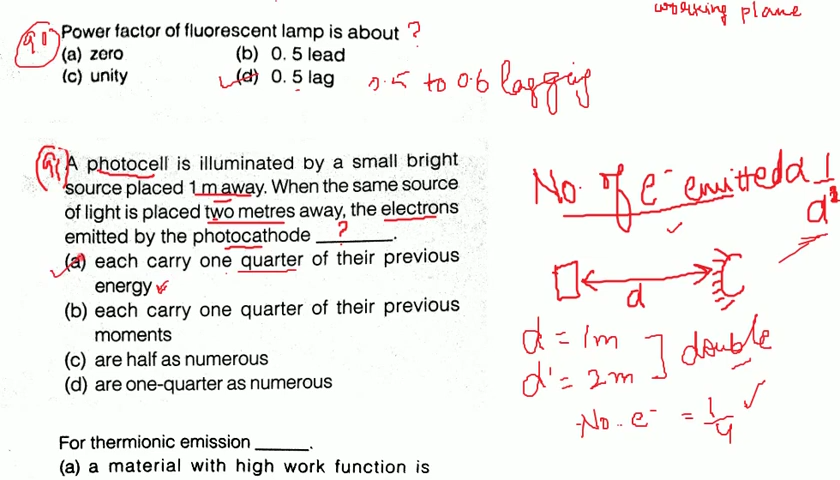 working plane
90 Power factor of fluorescent lamp is about ?
(a) zero (b) 0. 5 lead
(c) unity (d) 0. 5 lag 0.5 to 0.6 lagging
91 A photocell is illuminated by a small bright
source placed 1 m away. When the same source
of light is placed two metres away, the electrons
emitted by the photocathode ______. ?
(a) each carry one quarter of their previous
energy
(b) each carry one quarter of their previous
moments
(c) are half as numerous
(d) are one-quarter as numerous
For thermionic emission _____.
(a) a material with high work function is
No. of e- emitted α 1/d²
d
d = 1m
d' = 2m ] double
No. e- = 1/4